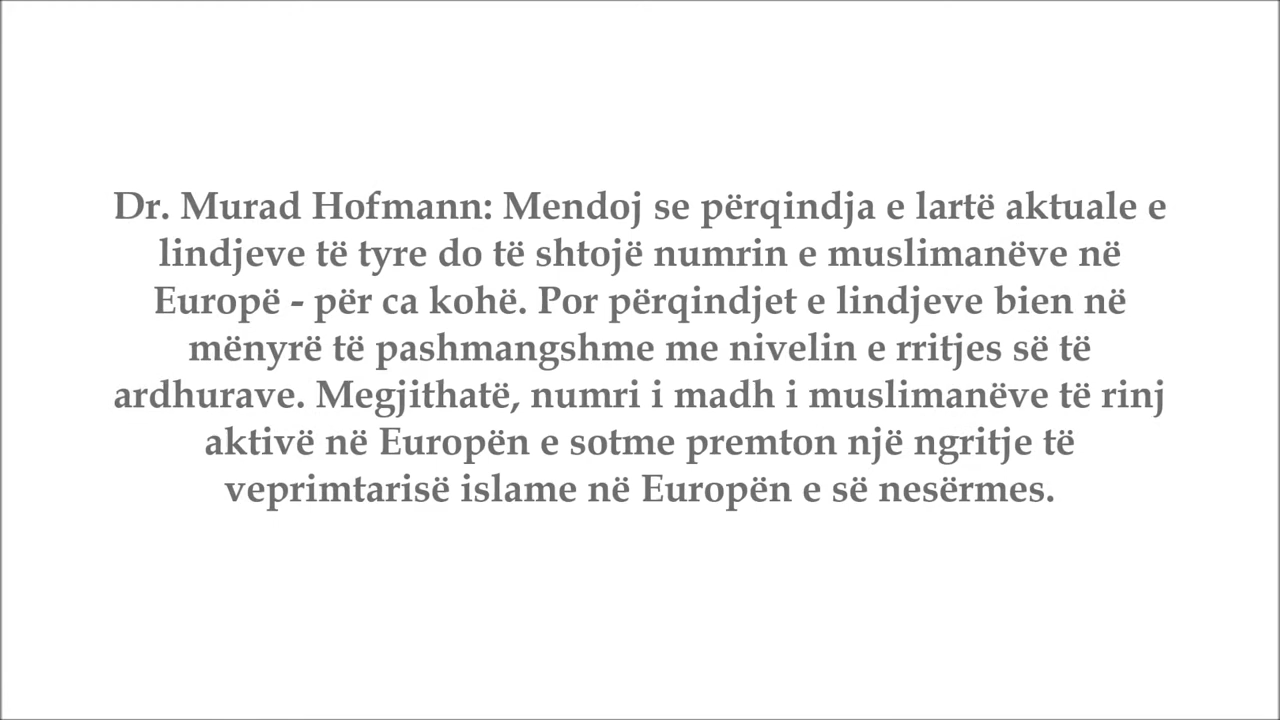 Dr. Murad Hofmann: Mendoj se përqindja e lartë aktuale e
lindjeve të tyre do të shtojë numrin e muslimanëve në
Europë - për ca kohë. Por përqindjet e lindjeve bien në
mënyrë të pashmangshme me nivelin e rritjes së të
ardhurave. Megjithatë, numri i madh i muslimanëve të rinj
aktivë në Europën e sotme premton një ngritje të
veprimtarisë islame në Europën e së nesërmes.